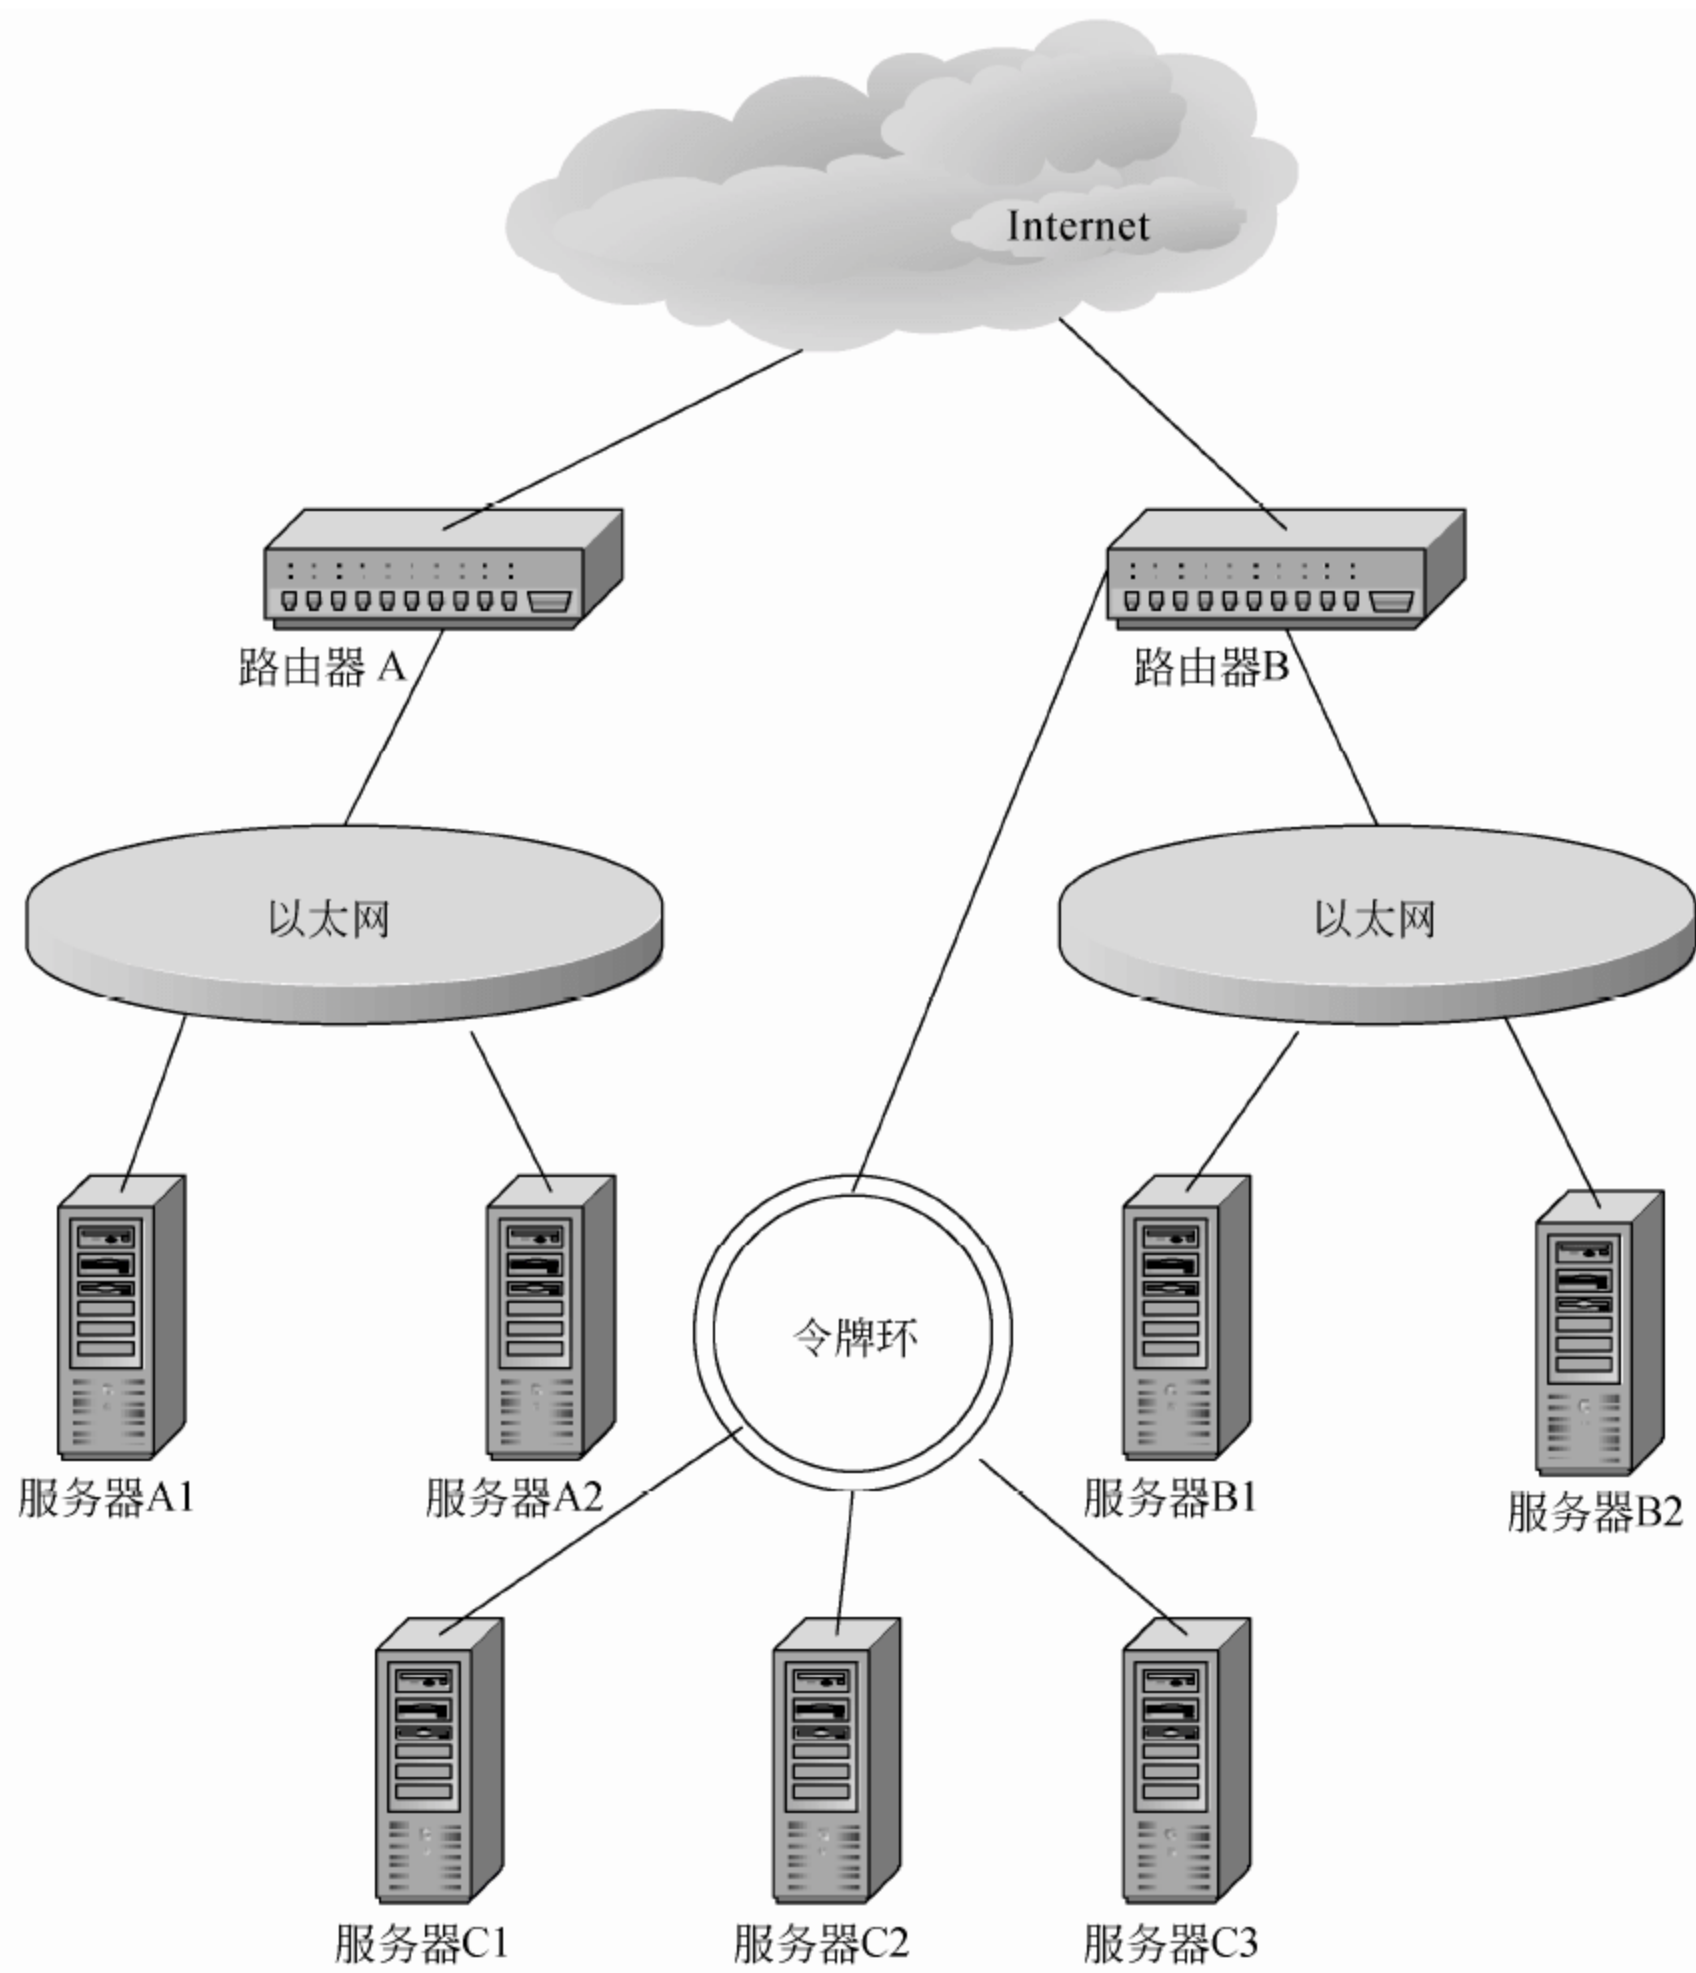 Internet
路由器 A
路由器B
以太网
以太网
令牌环
服务器A1
服务器A2
服务器B1
服务器B2
服务器C1
服务器C2
服务器C3